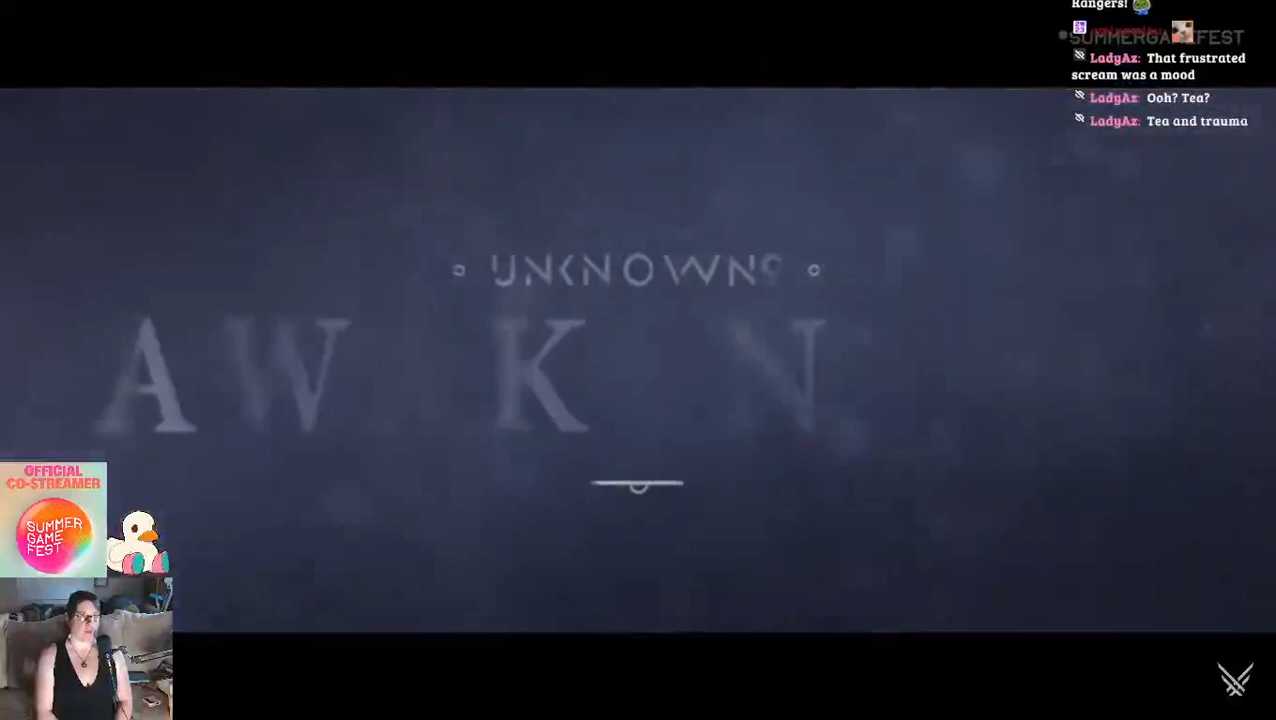 Rangers!
#SUMMERGAMEFEST
LadyAz: That frustrated
scream was a mood
LadyAz: Ooh? Tea?
LadyAz: Tea and trauma
UNKNOWN9
A W K N
OFFICIAL
CO-STREAMER
SUMMER
GAME
FEST